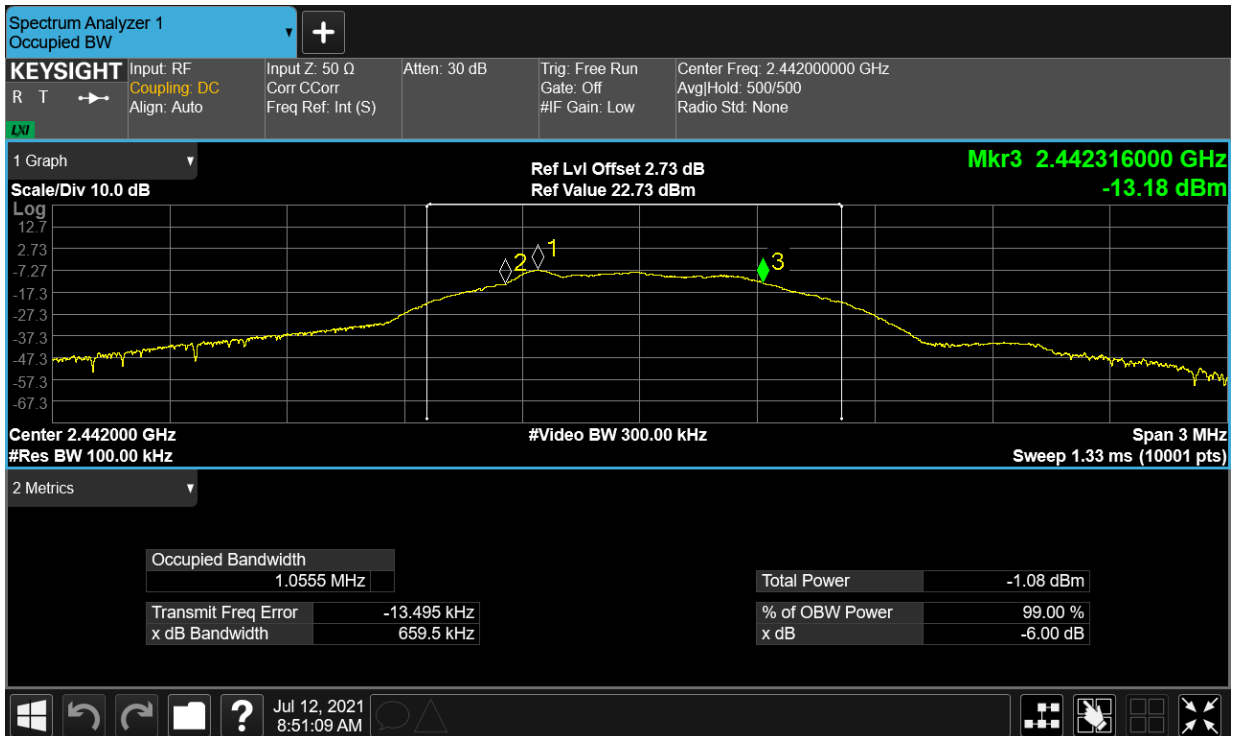 Spectrum Analyzer 1
Occupied BW
▼
+
KEYSIGHT
R T
LXI
Input: RF
Coupling: DC
Align: Auto
Input Z: 50 Ω
Corr CCorr
Freq Ref: Int (S)
Atten: 30 dB
Trig: Free Run
Gate: Off
#IF Gain: Low
Center Freq: 2.442000000 GHz
Avg|Hold: 500/500
Radio Std: None
1 Graph ▼
Scale/Div 10.0 dB
Ref Lvl Offset 2.73 dB
Ref Value 22.73 dBm
Mkr3 2.442316000 GHz
-13.18 dBm
Log
12.7
2.73
-7.27
-17.3
-27.3
-37.3
-47.3
-57.3
-67.3
2
1
3
Center 2.442000 GHz
#Video BW 300.00 kHz
Span 3 MHz
#Res BW 100.00 kHz
Sweep 1.33 ms (10001 pts)
2 Metrics ▼
Occupied Bandwidth
1.0555 MHz
Transmit Freq Error -13.495 kHz
x dB Bandwidth 659.5 kHz
Total Power -1.08 dBm
% of OBW Power 99.00 %
x dB -6.00 dB
?
Jul 12, 2021
8:51:09 AM